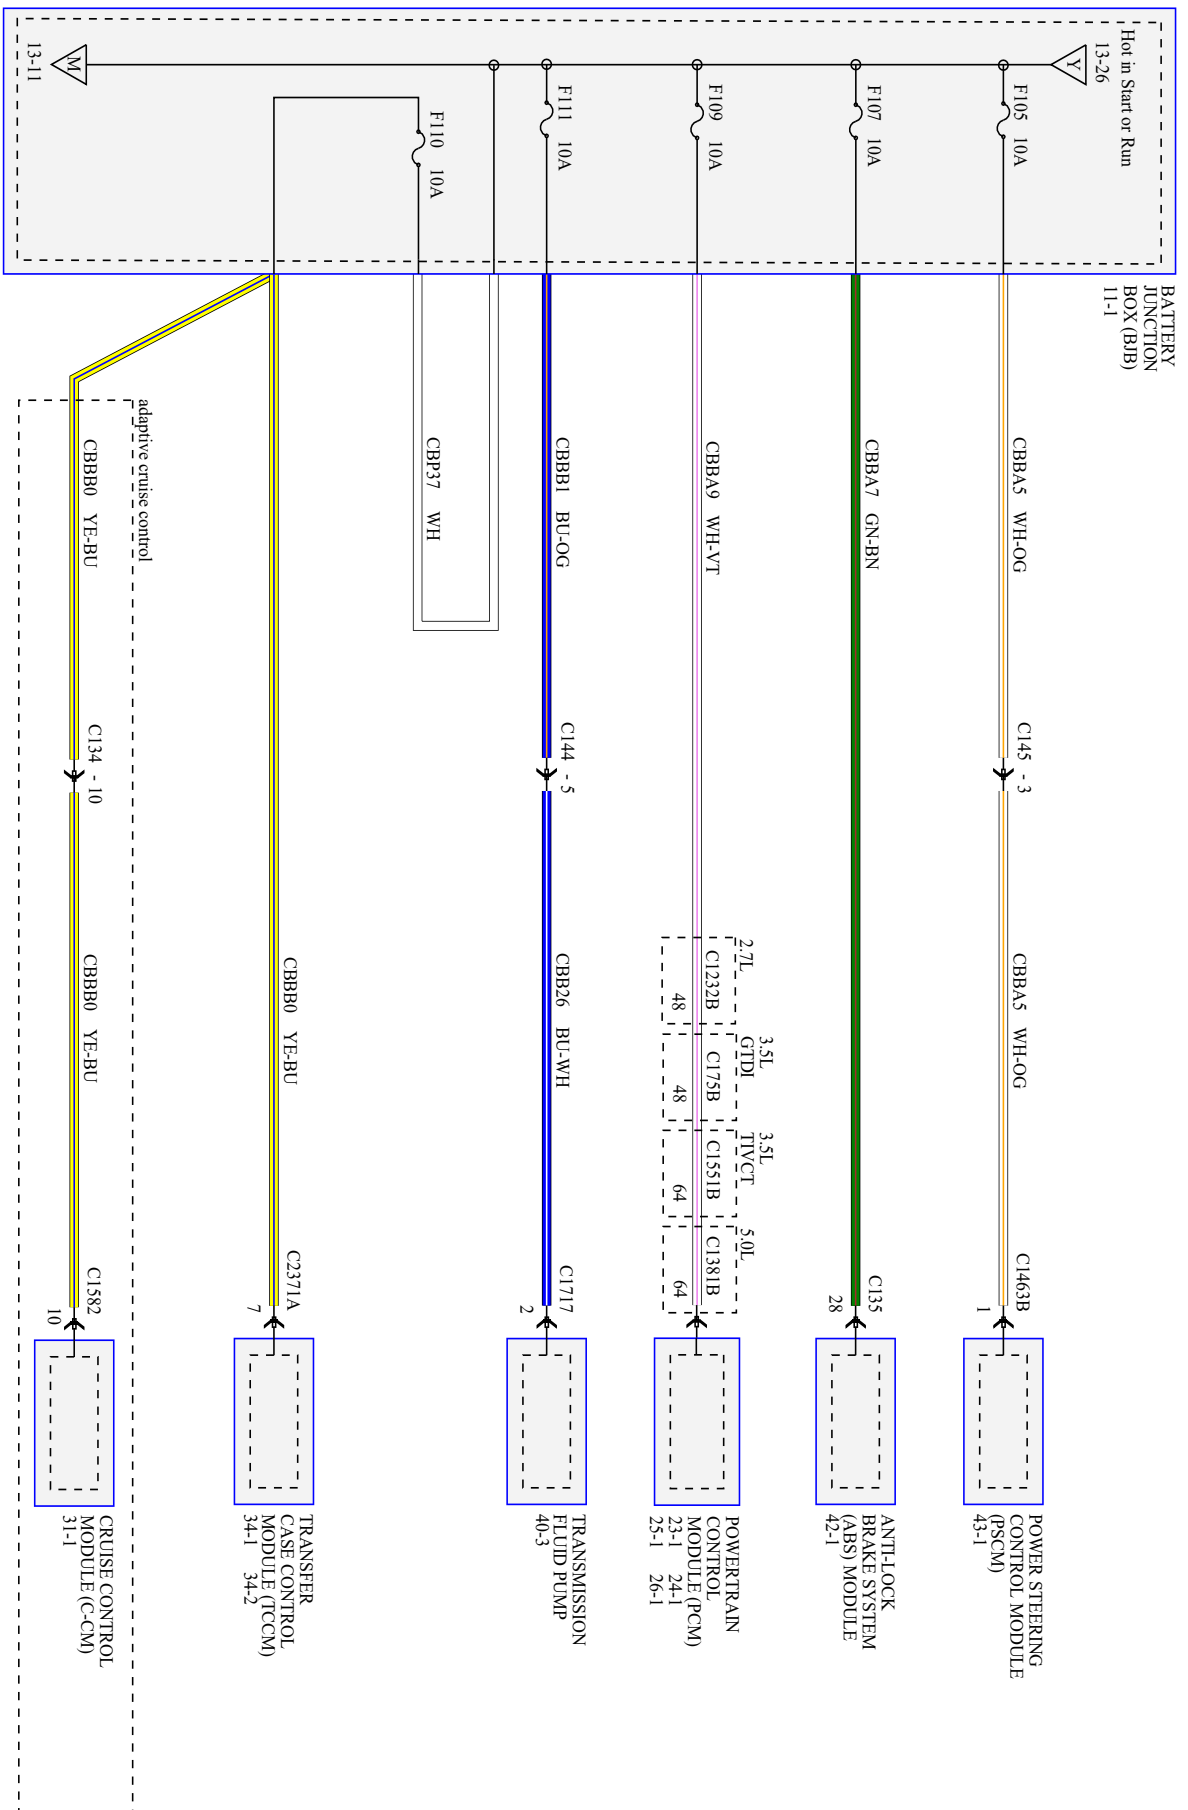 Hot in Start or Run
13-26
Y
F105 10A
F107 10A
F109 10A
F111 10A
F110 10A
M
13-11
BATTERY
JUNCTION
BOX (BJB)
11-1
CBBA5 WH-OG
C145 - 3
CBBA5 WH-OG
C1463B
1
POWER STEERING
CONTROL MODULE
(PSCM)
43-1
CBBA7 GN-BN
C135
28
ANTI-LOCK
BRAKE SYSTEM
(ABS) MODULE
42-1
CBBA9 WH-VT
2.7L
C1232B
48
3.5L
GTDI
C175B
48
3.5L
TIVCT
C1551B
64
5.0L
C1381B
64
POWERTRAIN
CONTROL
MODULE (PCM)
23-1 24-1
25-1 26-1
CBBB1 BU-OG
C144 - 5
CBB26 BU-WH
C1717
2
TRANSMISSION
FLUID PUMP
40-3
CBP37 WH
CBBB0 YE-BU
C2371A
7
TRANSFER
CASE CONTROL
MODULE (TCCM)
34-1 34-2
adaptive cruise control
CBBB0 YE-BU
C134 - 10
CBBB0 YE-BU
C1582
10
CRUISE CONTROL
MODULE (C-CM)
31-1